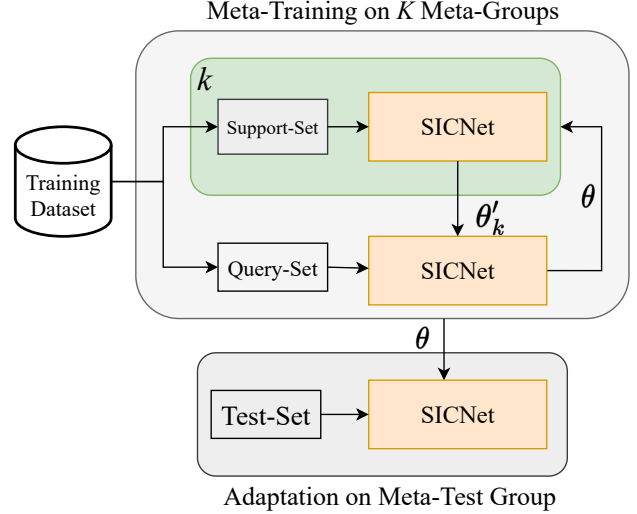 Meta-Training on K Meta-Groups
k
Support-Set
SICNet
Training
Dataset
θ′k
θ
Query-Set
SICNet
θ
Test-Set
SICNet
Adaptation on Meta-Test Group